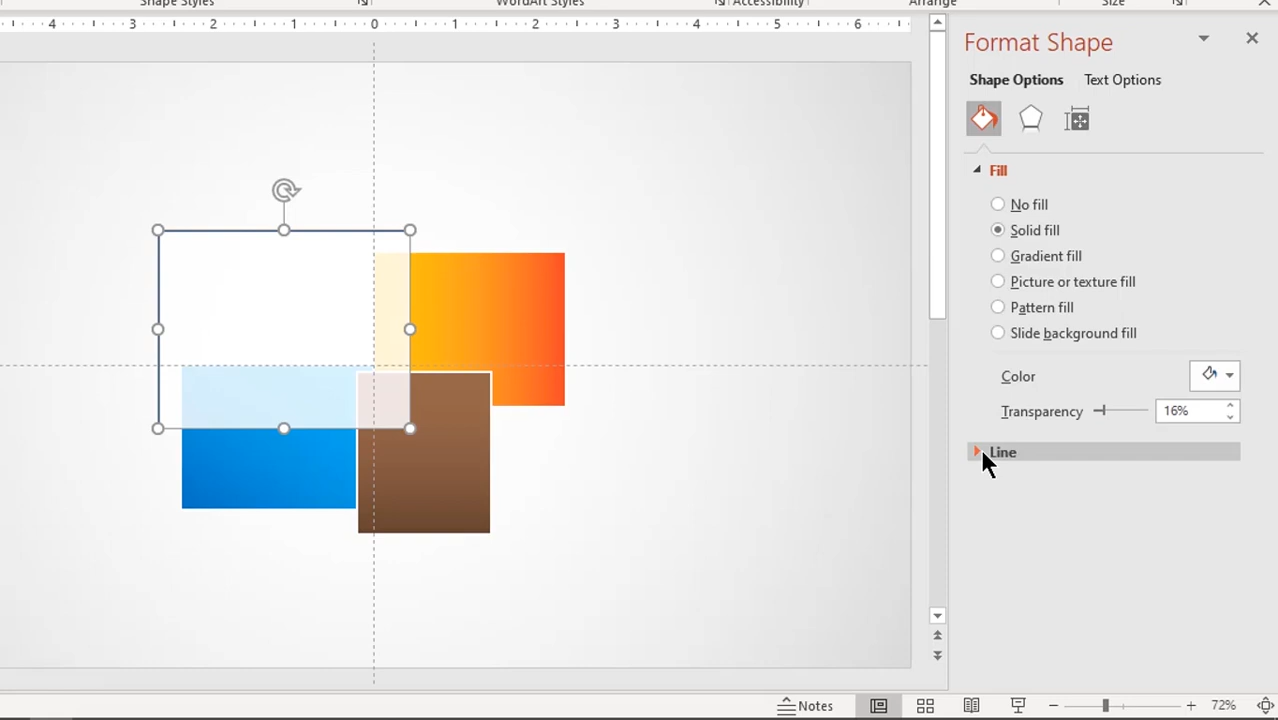 Shape Styles WordArt Styles Accessibility Arrange Size
4 3 2 1 0 1 2 3 4 5 6
Format Shape
Shape Options Text Options
Fill
No fill
Solid fill
Gradient fill
Picture or texture fill
Pattern fill
Slide background fill
Color
Transparency 16%
Line
Notes 72%